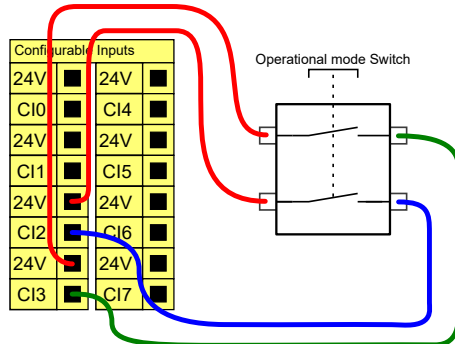 Configurable Inputs
24V 24V
CI0 CI4
24V 24V
CI1 CI5
24V 24V
CI2 CI6
24V 24V
CI3 CI7
Operational mode Switch